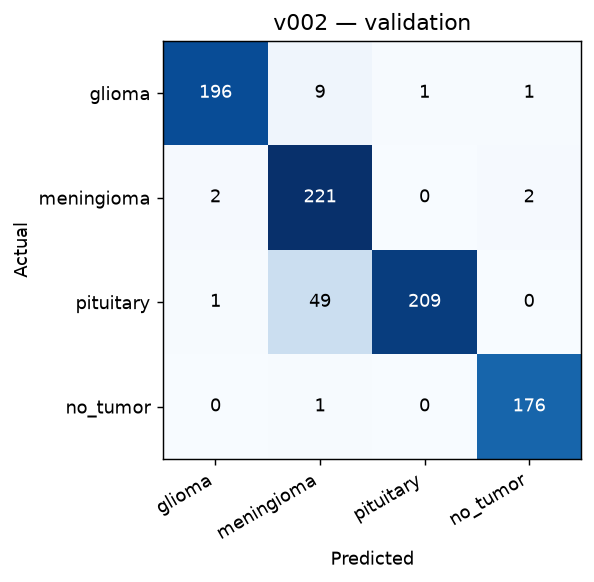 v002 — validation
Actual
glioma 196 9 1 1
meningioma 2 221 0 2
pituitary 1 49 209 0
no_tumor 0 1 0 176
glioma meningioma pituitary no_tumor
Predicted